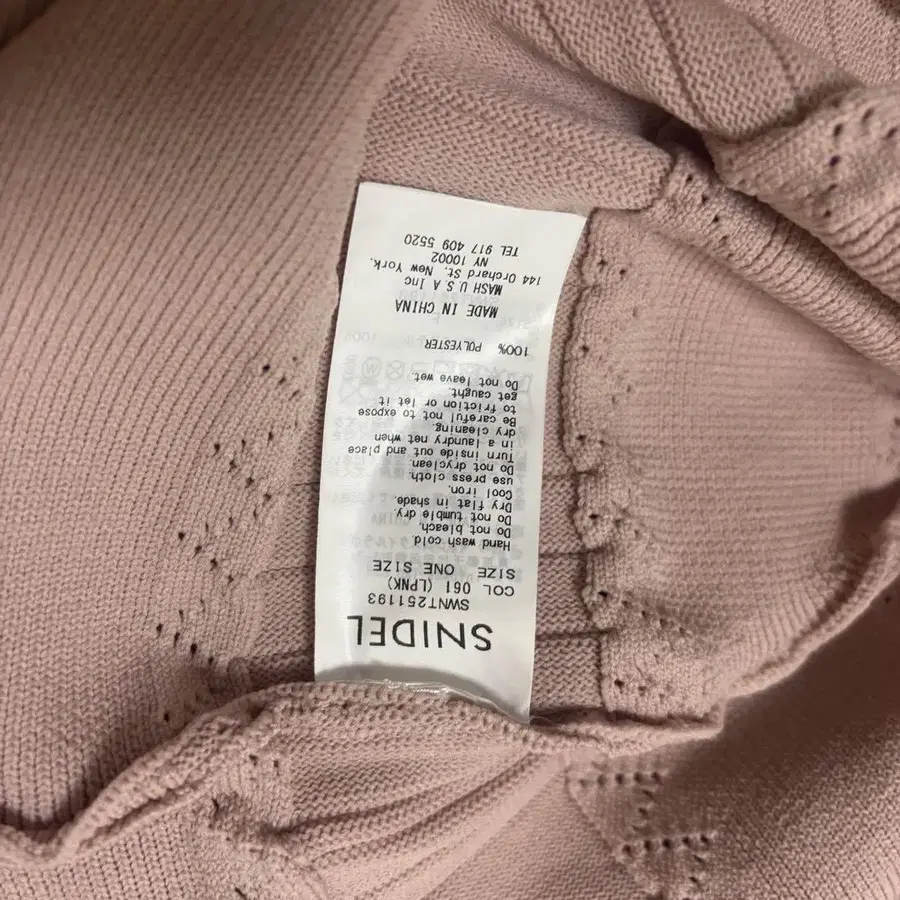 SNIDEL
SWNT251193
COL 061 (LPNK)
SIZE ONE SIZE
Hand wash cold.
Do not bleach.
Do not tumble dry.
Dry flat in shade.
Cool iron.
use press cloth.
Do not dryclean.
Turn inside out and place
in a laundry net when
dry cleaning.
Be careful not to expose
to friction or let it
get caught.
Do not leave wet.
100% POLYESTER
MADE IN CHINA
MASH U S A Inc
144 Orchard St. New York.
NY 10002
TEL 917 409 5520